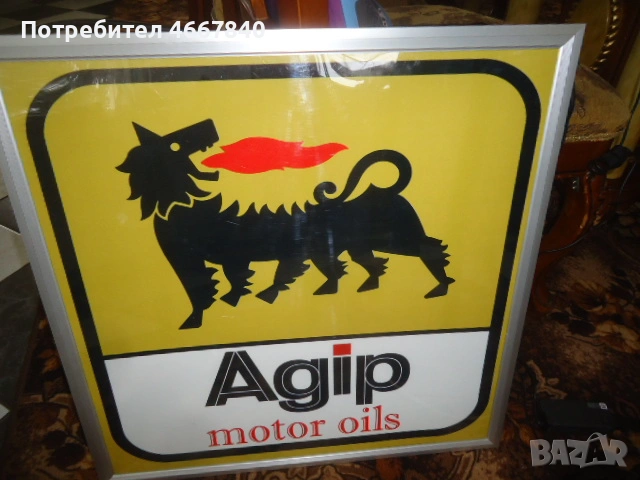 Потребител 4667840
Agip
motor oils
BAZAR